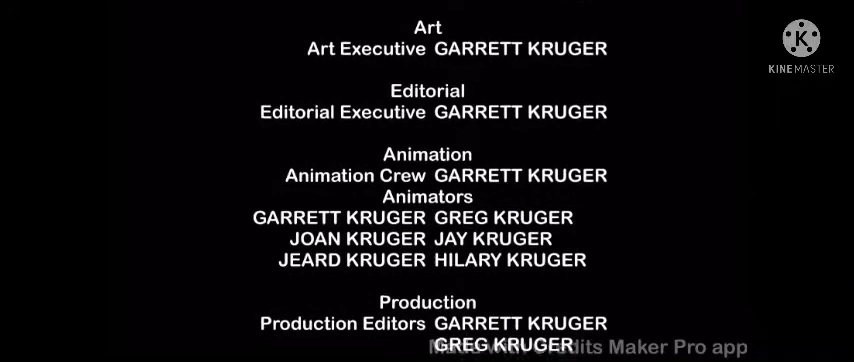 Art
Art Executive GARRETT KRUGER
KINEMASTER
Editorial
Editorial Executive GARRETT KRUGER
Animation
Animation Crew GARRETT KRUGER
Animators
GARRETT KRUGER GREG KRUGER
JOAN KRUGER JAY KRUGER
JEARD KRUGER HILARY KRUGER
Production
Production Editors GARRETT KRUGER
GREG KRUGER
Made with Credits Maker Pro app